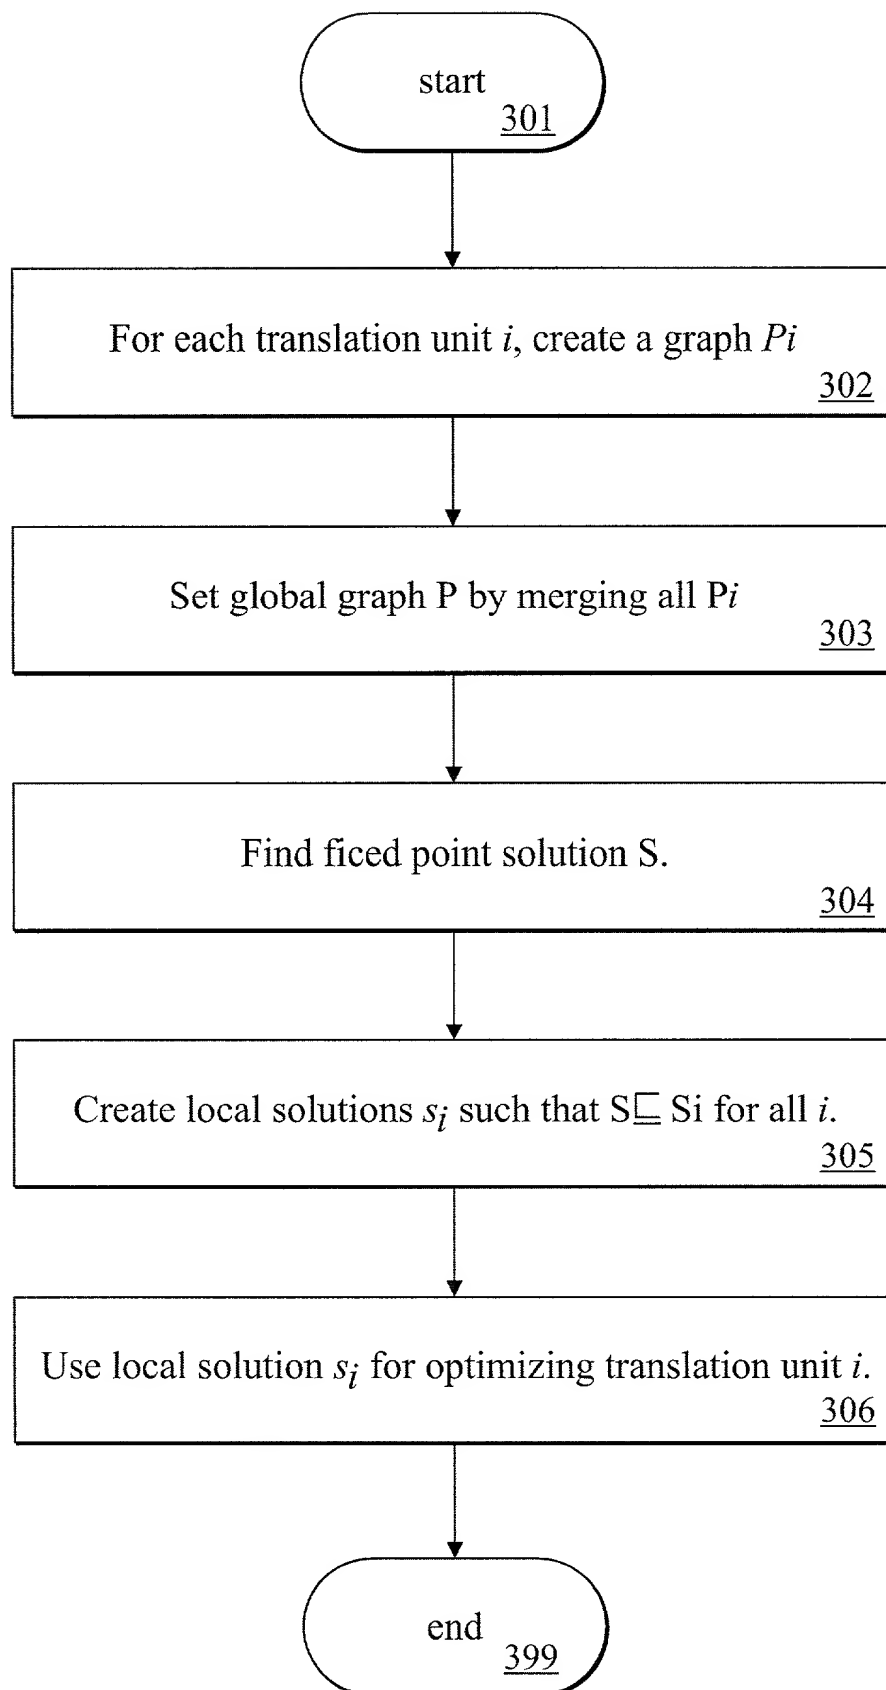 start
301
For each translation unit i, create a graph Pi
302
Set global graph P by merging all Pi
303
Find ficed point solution S.
304
Create local solutions si such that S⊑ Si for all i.
305
Use local solution si for optimizing translation unit i.
306
end
399